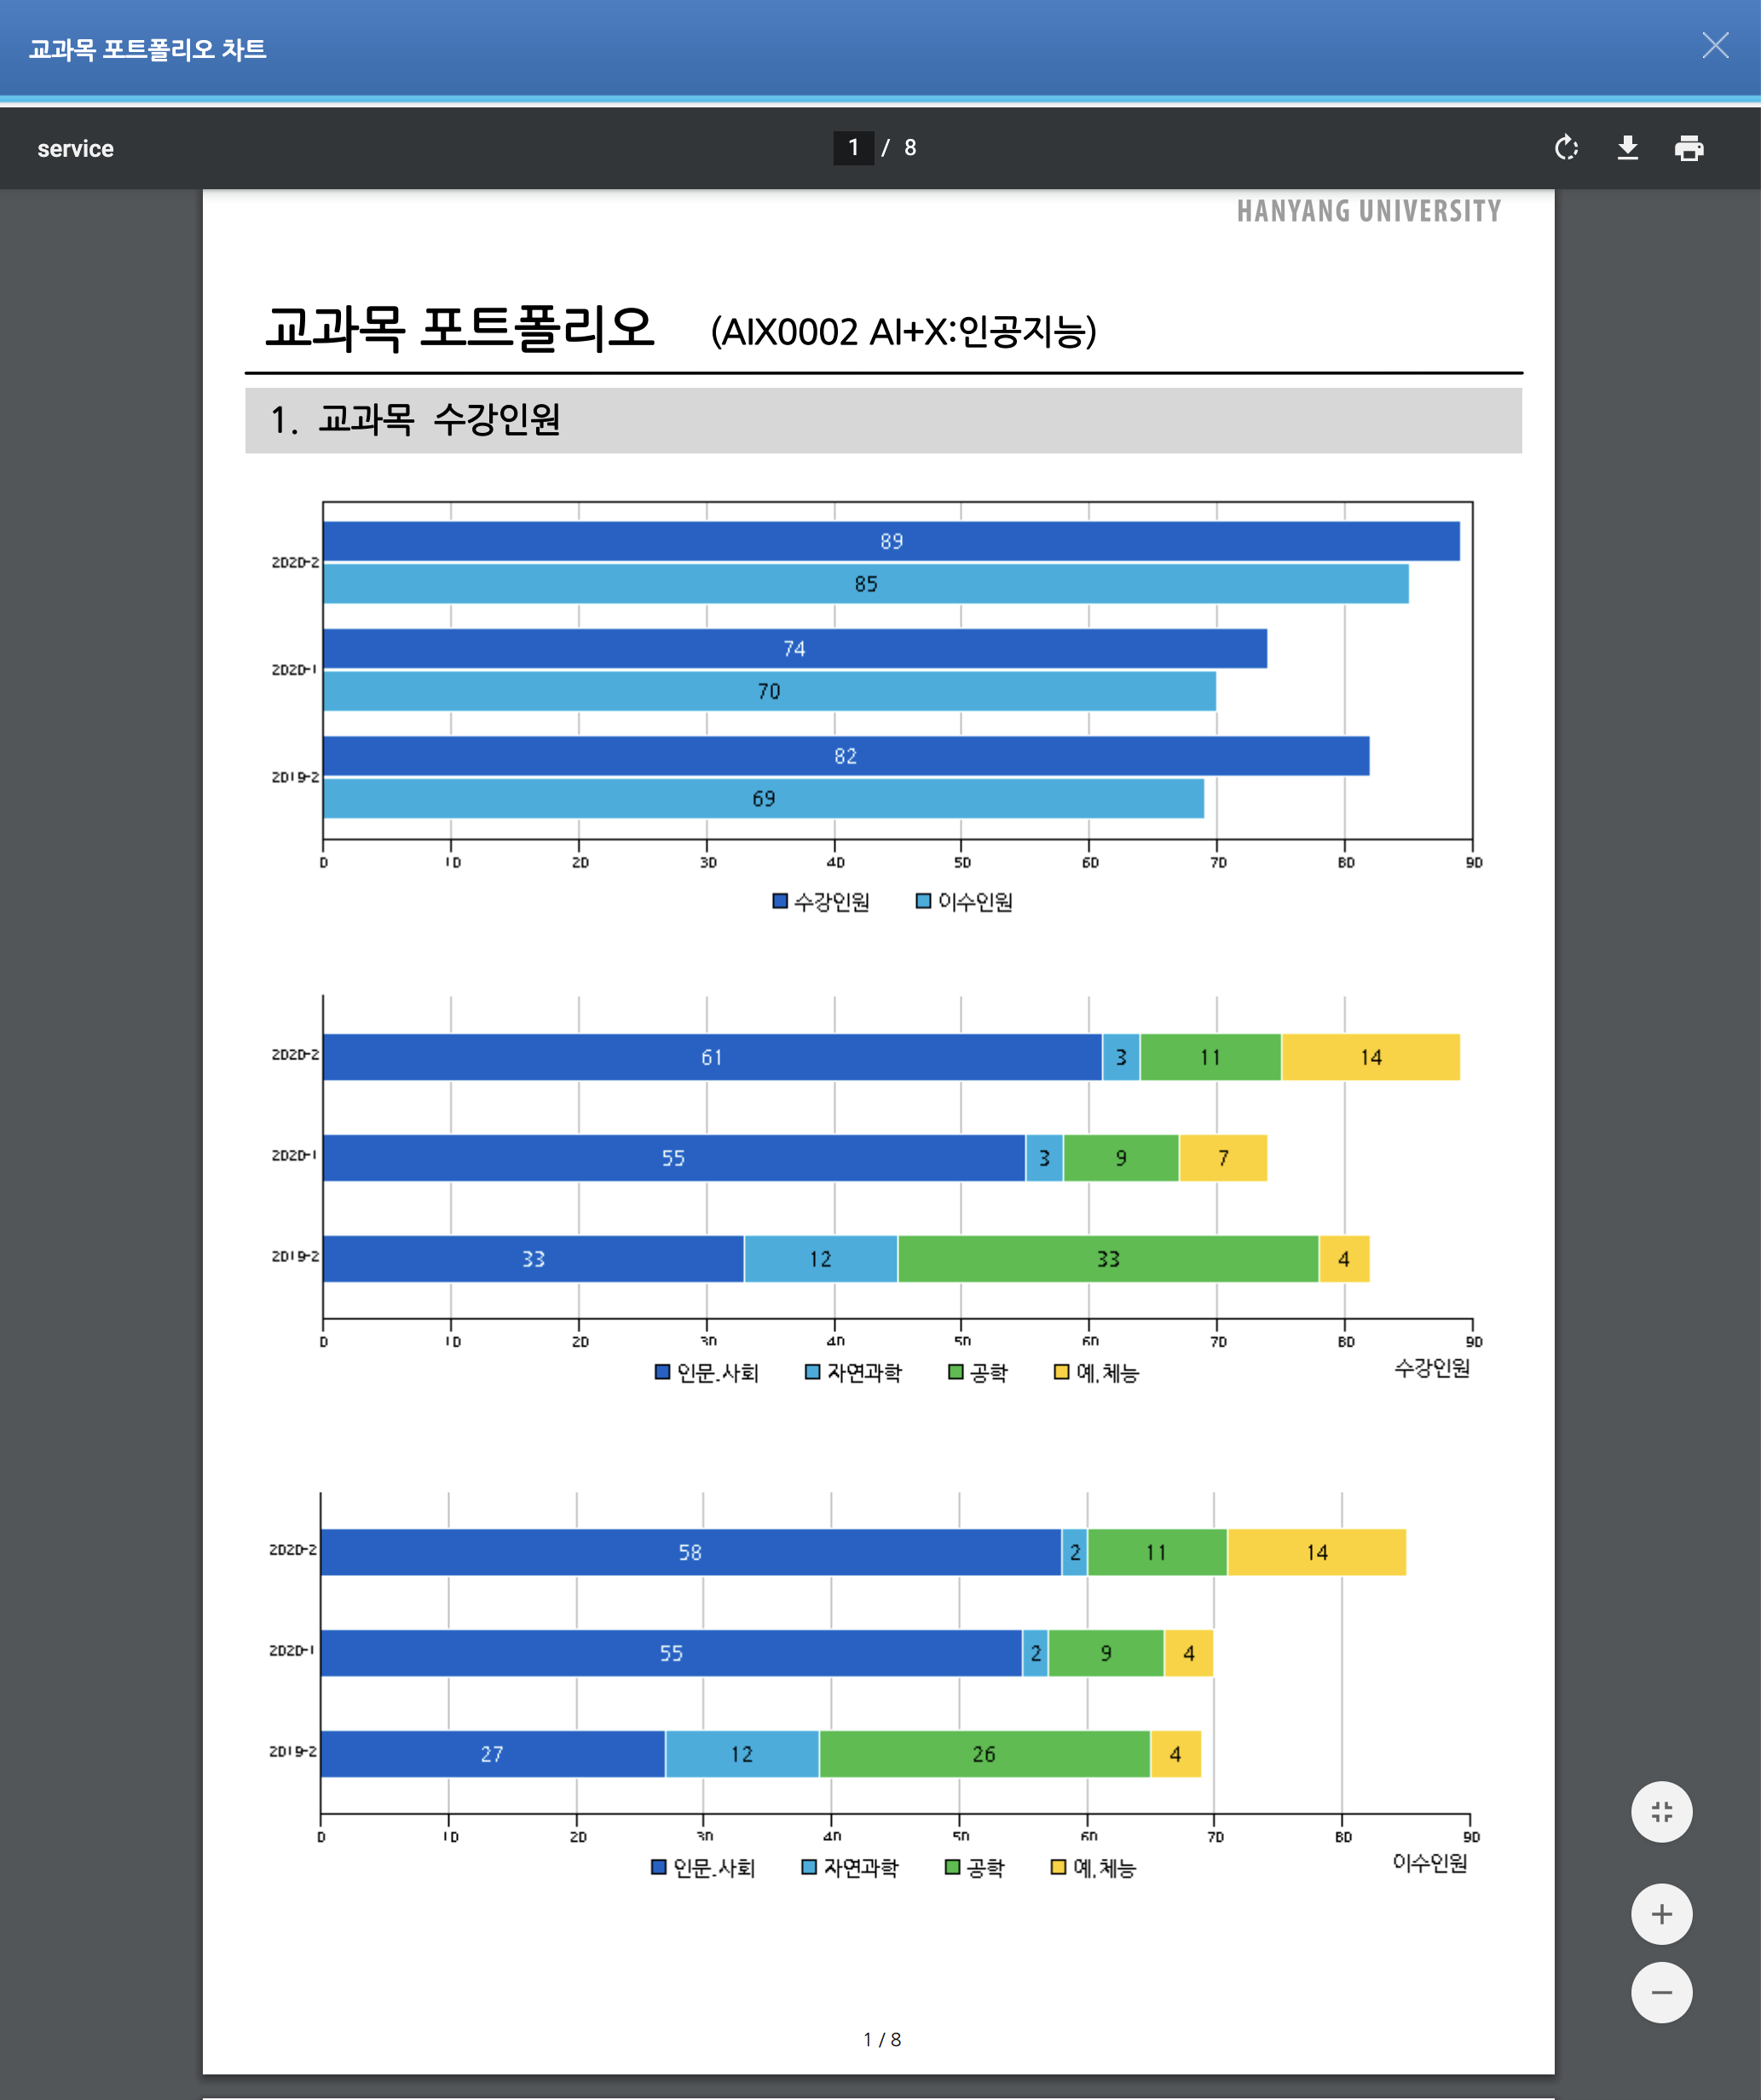 교과목 포트폴리오 차트
service
1 / 8
HANYANG UNIVERSITY
교과목 포트폴리오 (AIX0002 AI+X:인공지능)
1. 교과목 수강인원
2020-2
89
85
2020-1
74
70
2019-2
82
69
0 10 20 30 40 50 60 70 80 90
수강인원 이수인원
2020-2 61 3 11 14
2020-1 55 3 9 7
2019-2 33 12 33 4
0 10 20 30 40 50 60 70 80 90
인문.사회 자연과학 공학 예.체능 수강인원
2020-2 58 2 11 14
2020-1 55 2 9 4
2019-2 27 12 26 4
0 10 20 30 40 50 60 70 80 90
인문.사회 자연과학 공학 예.체능 이수인원
1 / 8